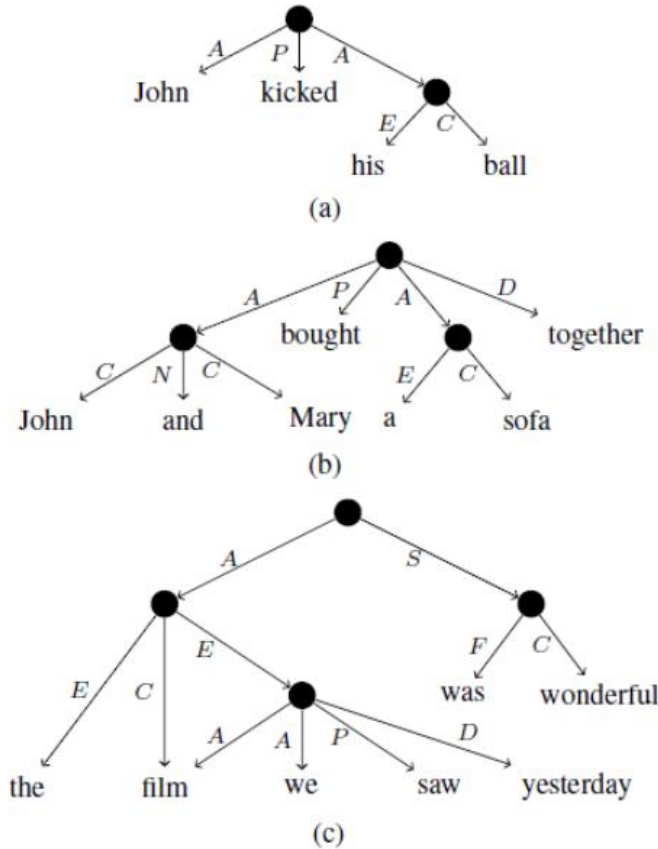 A P A
John kicked
E C
his ball
(a)
A P A D
bought together
C N C E C
John and Mary a sofa
(b)
A S
E C E F C
was wonderful
A A P D
the film we saw yesterday
(c)